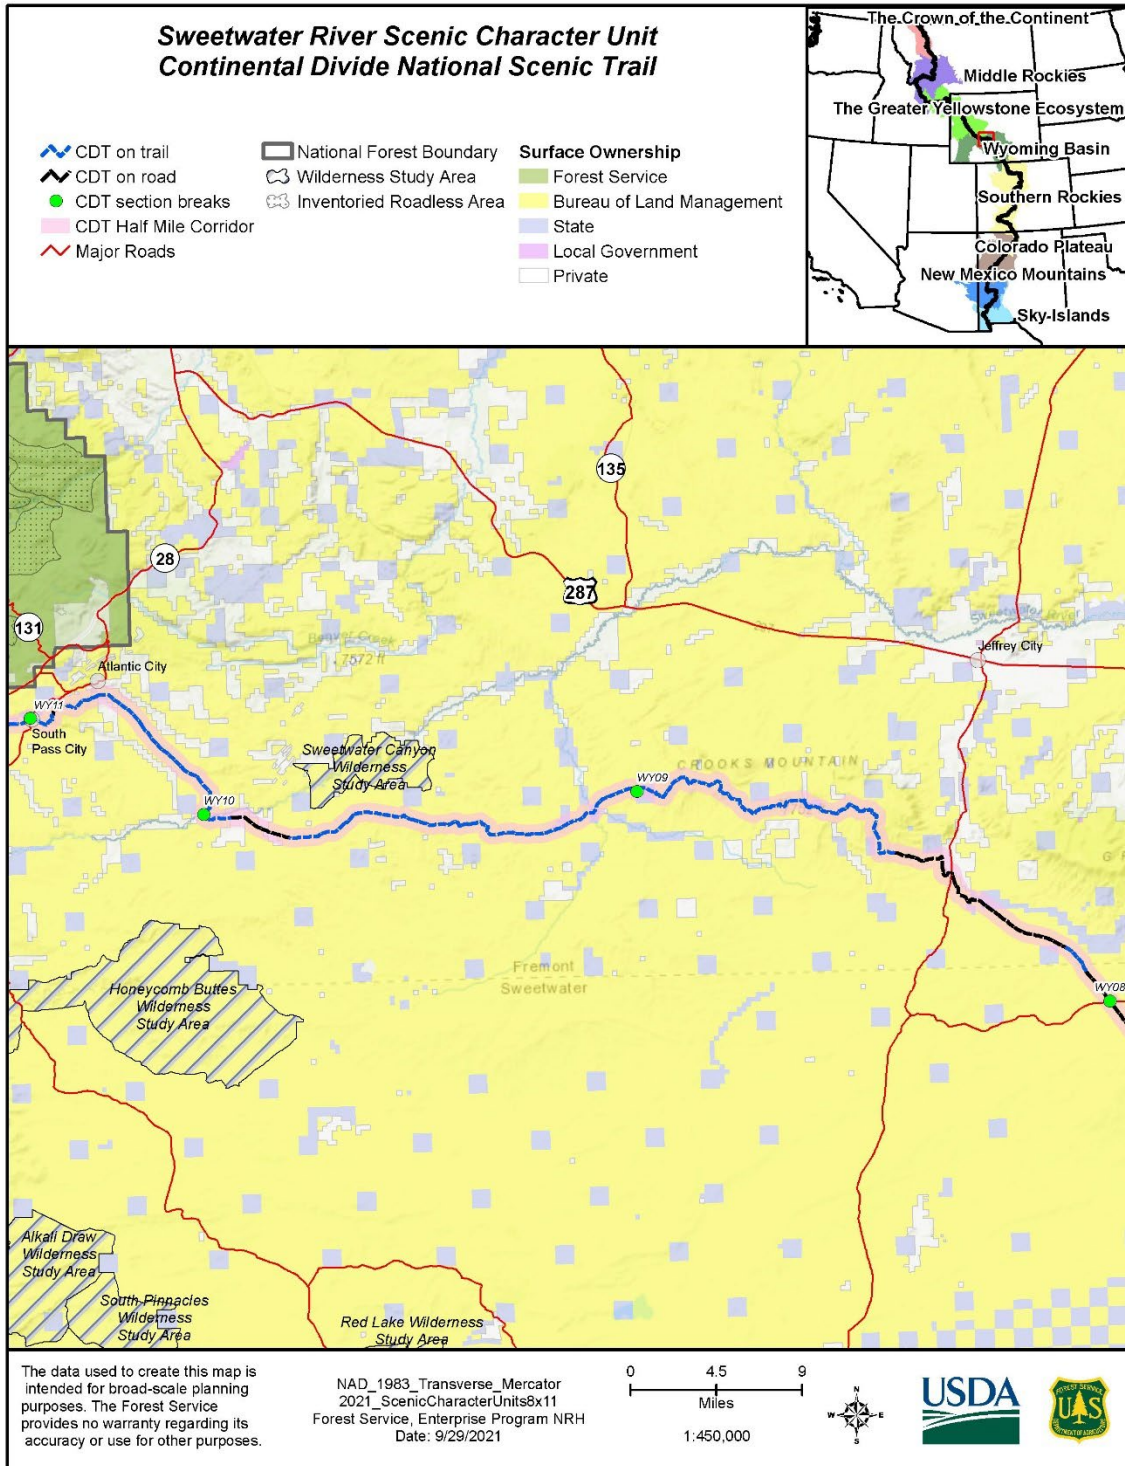 Sweetwater River Scenic Character Unit
Continental Divide National Scenic Trail
CDT on trail
CDT on road
CDT section breaks
CDT Half Mile Corridor
Major Roads
National Forest Boundary
Wilderness Study Area
Inventoried Roadless Area
Surface Ownership
Forest Service
Bureau of Land Management
State
Local Government
Private
The Crown of the Continent
Middle Rockies
The Greater Yellowstone Ecosystem
Wyoming Basin
Southern Rockies
Colorado Plateau
New Mexico Mountains
Sky-Islands
135
28
287
131
Beaver Creek
7572 ft
Sweetwater River
Jeffrey City
Atlantic City
WY11
South
Pass City
Sweetwater Canyon
Wilderness
Study Area
CROOKS MOUNTAIN
WY09
WY10
Fremont
Sweetwater
WY08
Honeycomb Buttes
Wilderness
Study Area
Alkali Draw
Wilderness
Study Area
South Pinnacles
Wilderness
Study Area
Red Lake Wilderness
Study Area
The data used to create this map is
intended for broad-scale planning
purposes. The Forest Service
provides no warranty regarding its
accuracy or use for other purposes.
NAD_1983_Transverse_Mercator
2021_ScenicCharacterUnits8x11
Forest Service, Enterprise Program NRH
Date: 9/29/2021
0 4.5 9
Miles
1:450,000
N
W E
S
USDA
FOREST SERVICE
U S
DEPARTMENT OF AGRICULTURE